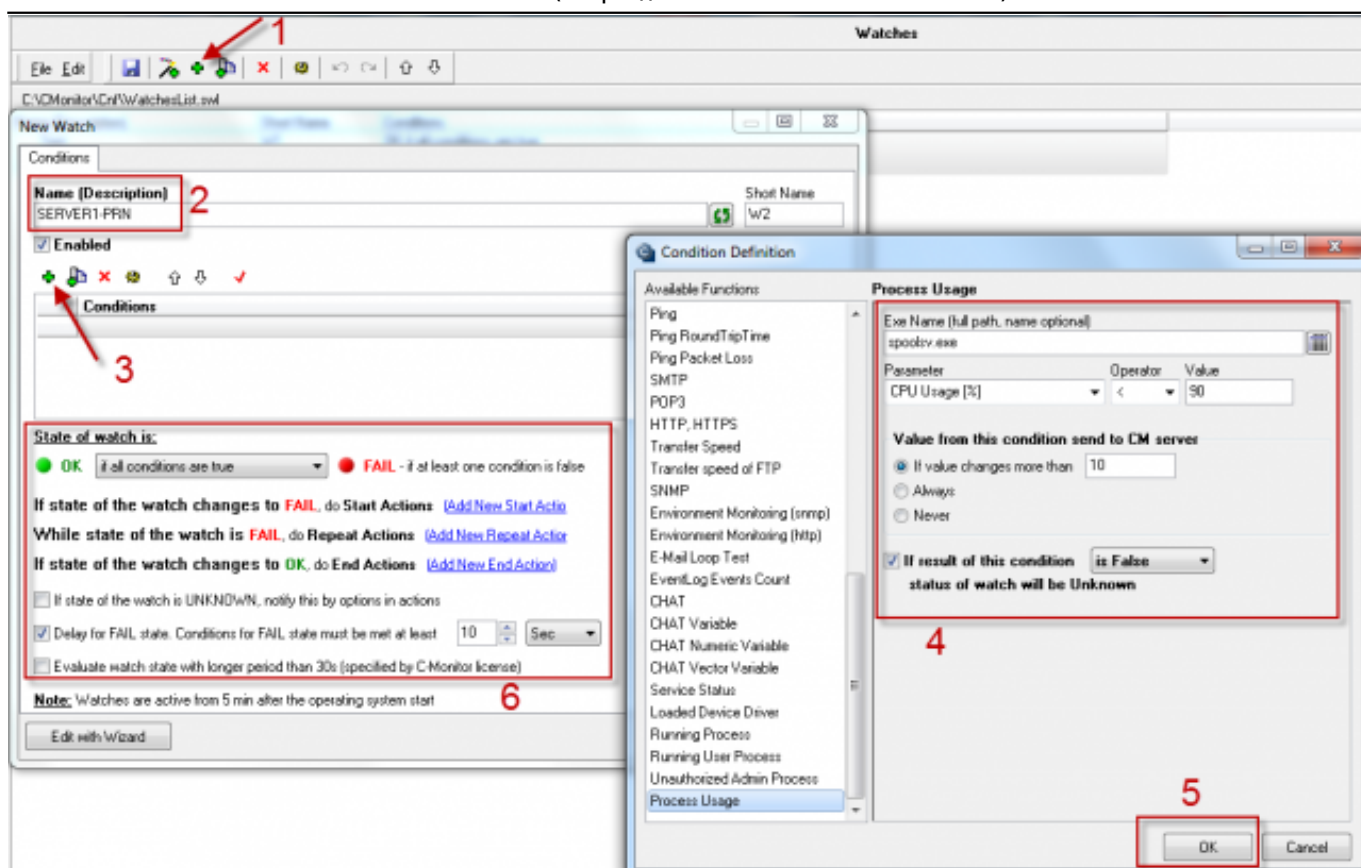 1
Watches
File Edit
C:\CMonitor\Cnf\WatchesList.swl
New Watch
Conditions
Name (Description)
2
Short Name
SERVER1-PRN
W2
Enabled
Conditions
3
State of watch is:
OK if all conditions are true FAIL - if at least one condition is false
If state of the watch changes to FAIL, do Start Actions (Add New Start Actio
While state of the watch is FAIL, do Repeat Actions (Add New Repeat Action
If state of the watch changes to OK, do End Actions (Add New End Action)
If state of the watch is UNKNOWN, notify this by options in actions
Delay for FAIL state. Conditions for FAIL state must be met at least 10 Sec
Evaluate watch state with longer period than 30s (specified by C-Monitor license)
6
Note: Watches are active from 5 min after the operating system start
Edit with Wizard
Condition Definition
Available Functions
Ping
Ping RoundTripTime
Ping Packet Loss
SMTP
POP3
HTTP, HTTPS
Transfer Speed
Transfer speed of FTP
SNMP
Environment Monitoring (snmp)
Environment Monitoring (http)
E-Mail Loop Test
EventLog Events Count
CHAT
CHAT Variable
CHAT Numeric Variable
CHAT Vector Variable
Service Status
Loaded Device Driver
Running Process
Running User Process
Unauthorized Admin Process
Process Usage
Process Usage
Exe Name (full path, name optional)
spoolsv.exe
Parameter Operator Value
CPU Usage [%] < 90
Value from this condition send to CM server
If value changes more than 10
Always
Never
If result of this condition is False
status of watch will be Unknown
4
5
OK Cancel